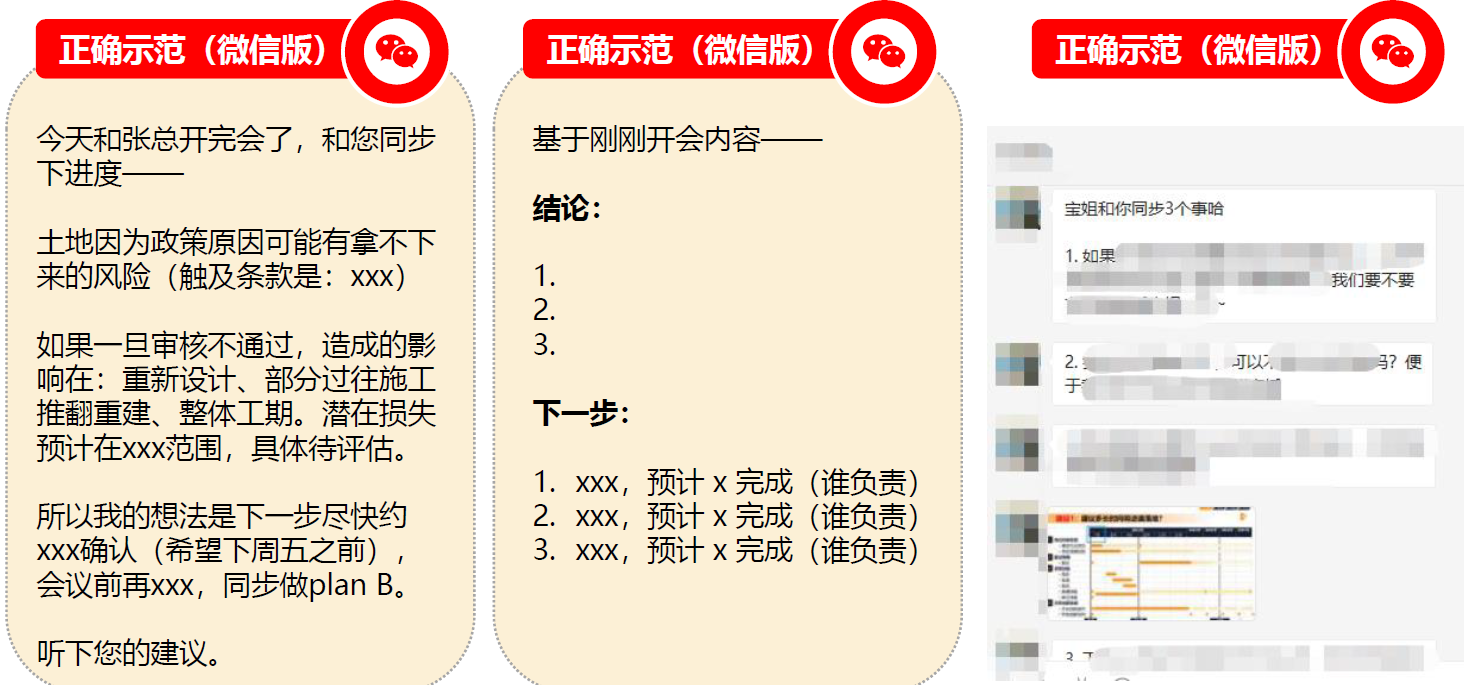 正确示范（微信版）
今天和张总开完会了，和您同步
下进度——
土地因为政策原因可能有拿不下
来的风险（触及条款是：xxx）
如果一旦审核不通过，造成的影
响在：重新设计、部分过往施工
推翻重建、整体工期。潜在损失
预计在xxx范围，具体待评估。
所以我的想法是下一步尽快约
xxx确认（希望下周五之前），
会议前再xxx，同步做plan B。
听下您的建议。
正确示范（微信版）
基于刚刚开会内容——
结论：
1.
2.
3.
下一步：
1. xxx，预计 x 完成（谁负责）
2. xxx，预计 x 完成（谁负责）
3. xxx，预计 x 完成（谁负责）
正确示范（微信版）
宝姐和你同步3个事哈
1. 如果
我们要不要
2.
可以不
吗？便
于
3.